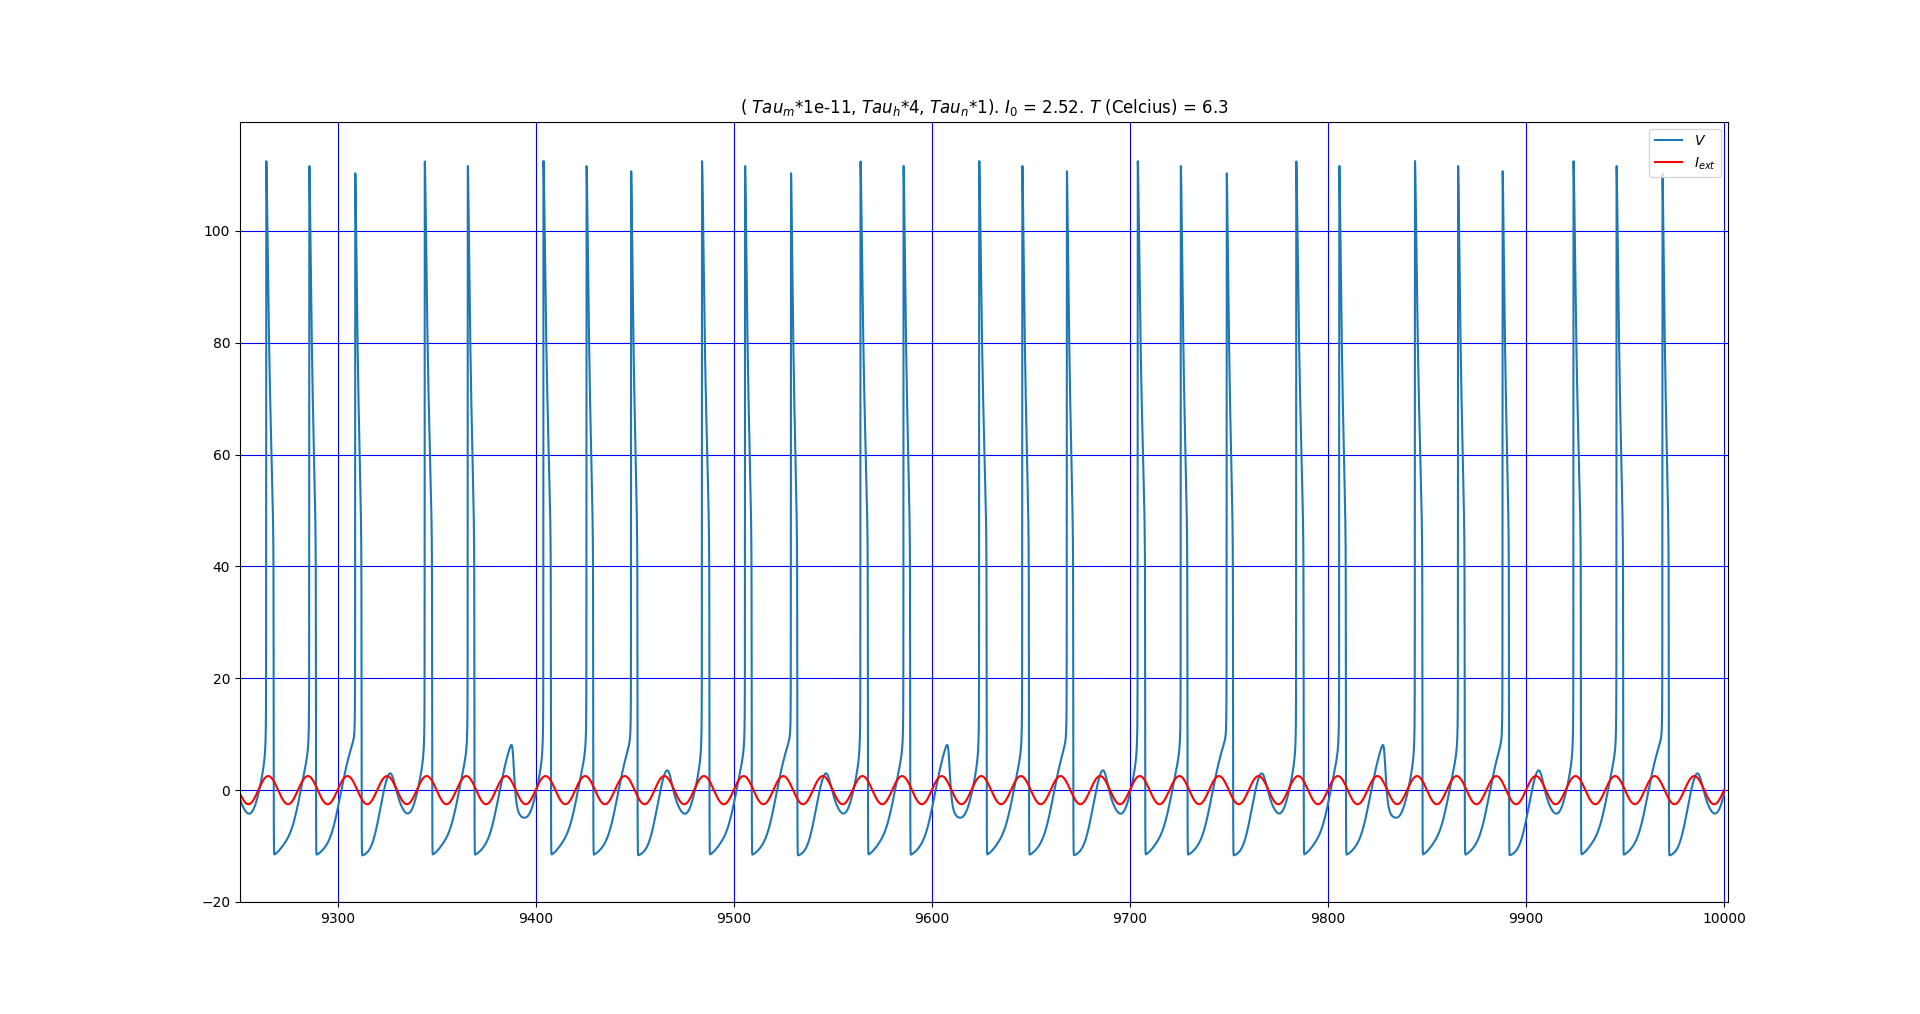 ( Tau_m*1e-11, Tau_h*4, Tau_n*1). I_0 = 2.52. T (Celcius) = 6.3
V
I_ext
100
80
60
40
20
0
−20
9300 9400 9500 9600 9700 9800 9900 10000